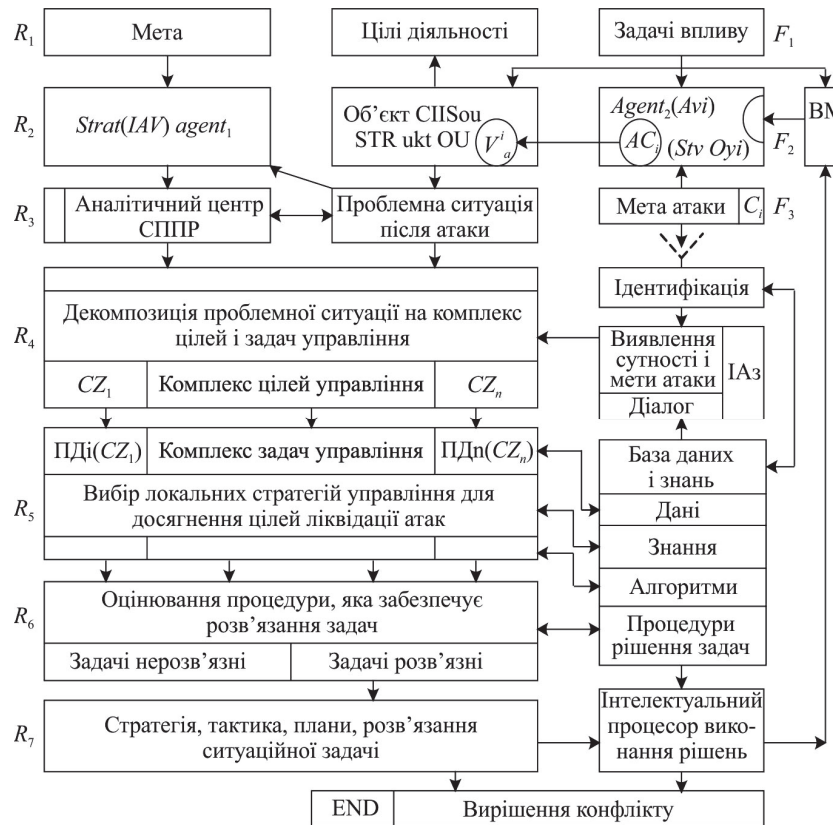 R₁
Мета
Цілі діяльності
Задачі впливу
F₁
R₂
Strat(IAV) agent₁
Об’єкт СІІSou
STR ukt OU
Vᵢₐ
Agent₂(Avi)
ACᵢ
(Stv Oyi)
F₂
ВМ
R₃
Аналітичний центр
СППР
Проблемна ситуація
після атаки
Мета атаки
Cᵢ
F₃
Ідентифікація
R₄
Декомпозиція проблемної ситуації на комплекс
цілей і задач управління
CZ₁
Комплекс цілей управління
CZₙ
Виявлення
сутності і
мети атаки
ІАз
Діалог
ПДі(CZ₁)
Комплекс задач управління
ПДn(CZₙ)
База даних
і знань
R₅
Вибір локальних стратегій управління для
досягнення цілей ліквідації атак
Дані
Знання
Алгоритми
R₆
Оцінювання процедури, яка забезпечує
розв’язання задач
Процедури
рішення задач
Задачі нерозв’язні
Задачі розв’язні
R₇
Стратегія, тактика, плани, розв’язання
ситуаційної задачі
Інтелектуальний
процесор вико-
нання рішень
END
Вирішення конфлікту